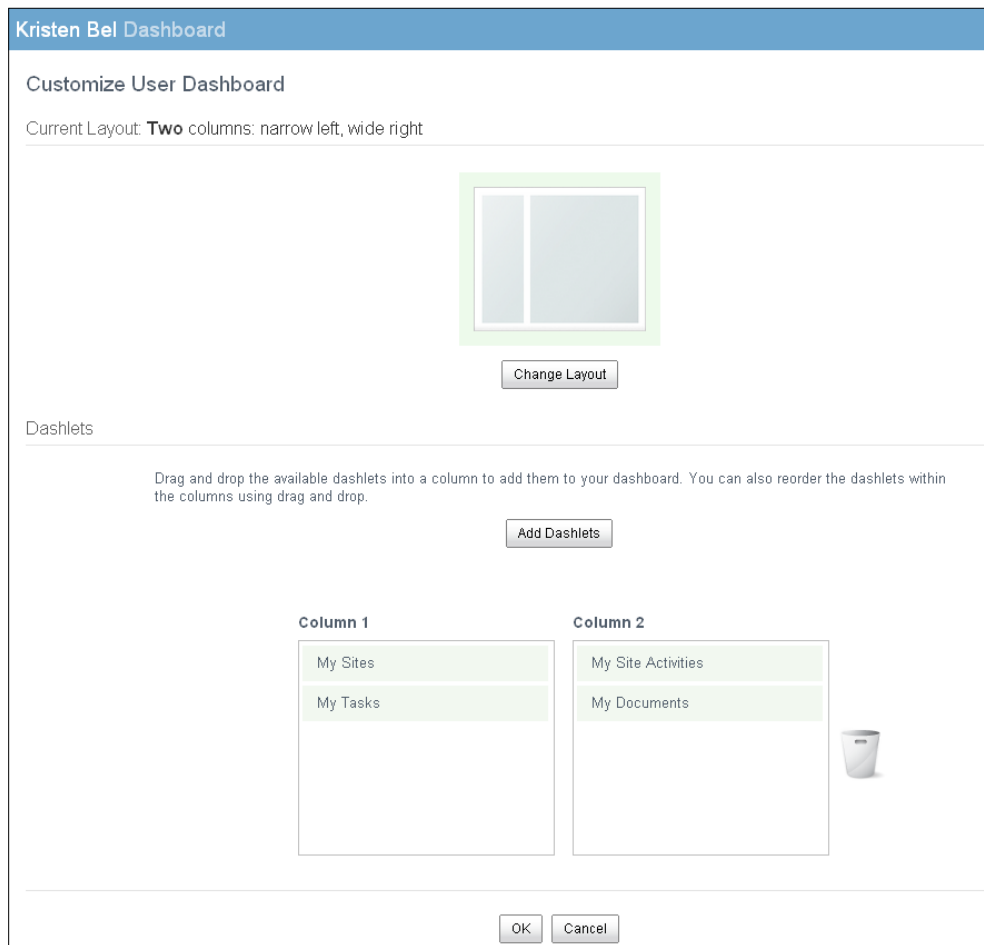 Kristen Bel Dashboard
Customize User Dashboard
Current Layout: Two columns: narrow left, wide right
Change Layout
Dashlets
Drag and drop the available dashlets into a column to add them to your dashboard. You can also reorder the dashlets within
the columns using drag and drop.
Add Dashlets
Column 1
My Sites
My Tasks
Column 2
My Site Activities
My Documents
OK
Cancel